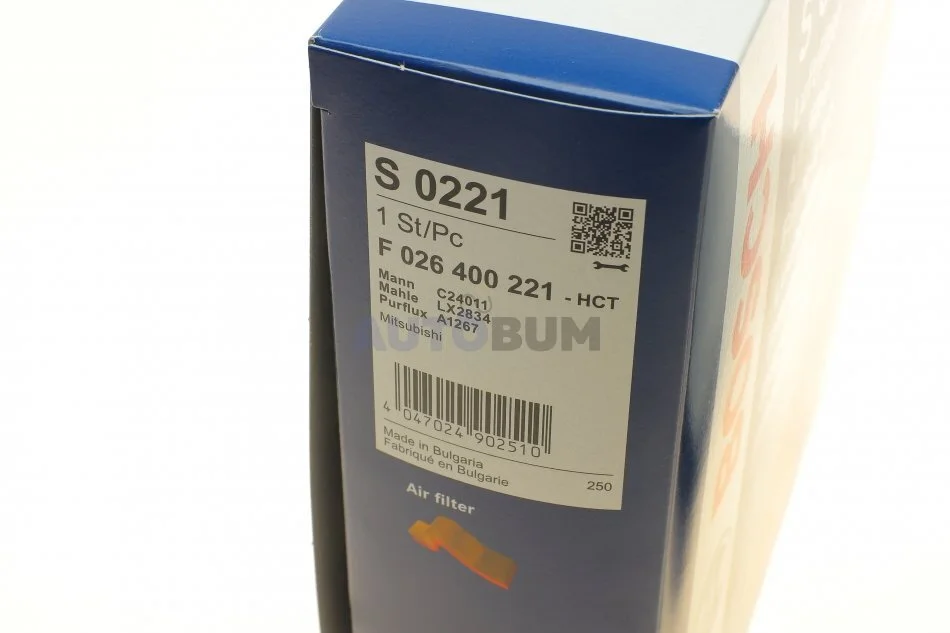 S 0221
1 St/Pc
F 026 400 221 - HCT
Mann C24011
Mahle LX2834
Purflux A1267
Mitsubishi
AUTOBUM
4 047024 902510
Made in Bulgaria
Fabriqué en Bulgarie
250
Air filter
BOSCH